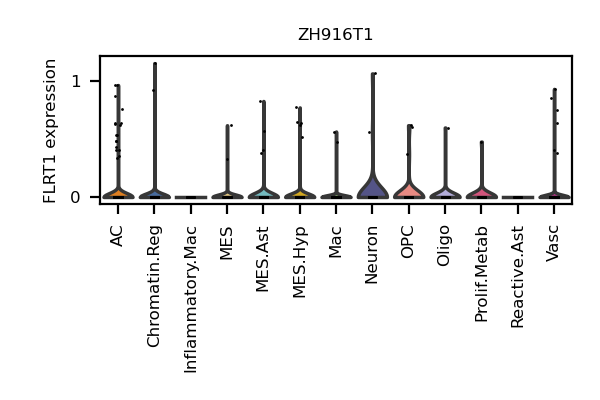 ZH916T1
FLRT1 expression
1
0
AC
Chromatin.Reg
Inflammatory.Mac
MES
MES.Ast
MES.Hyp
Mac
Neuron
OPC
Oligo
Prolif.Metab
Reactive.Ast
Vasc